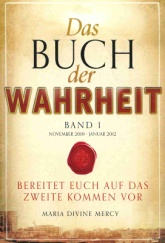 Das
BUCH
der
WAHRHEIT
BAND 1
NOVEMBER 2010 - JANUAR 2012
BEREITET EUCH AUF DAS
ZWEITE KOMMEN VOR
MARIA DIVINE MERCY